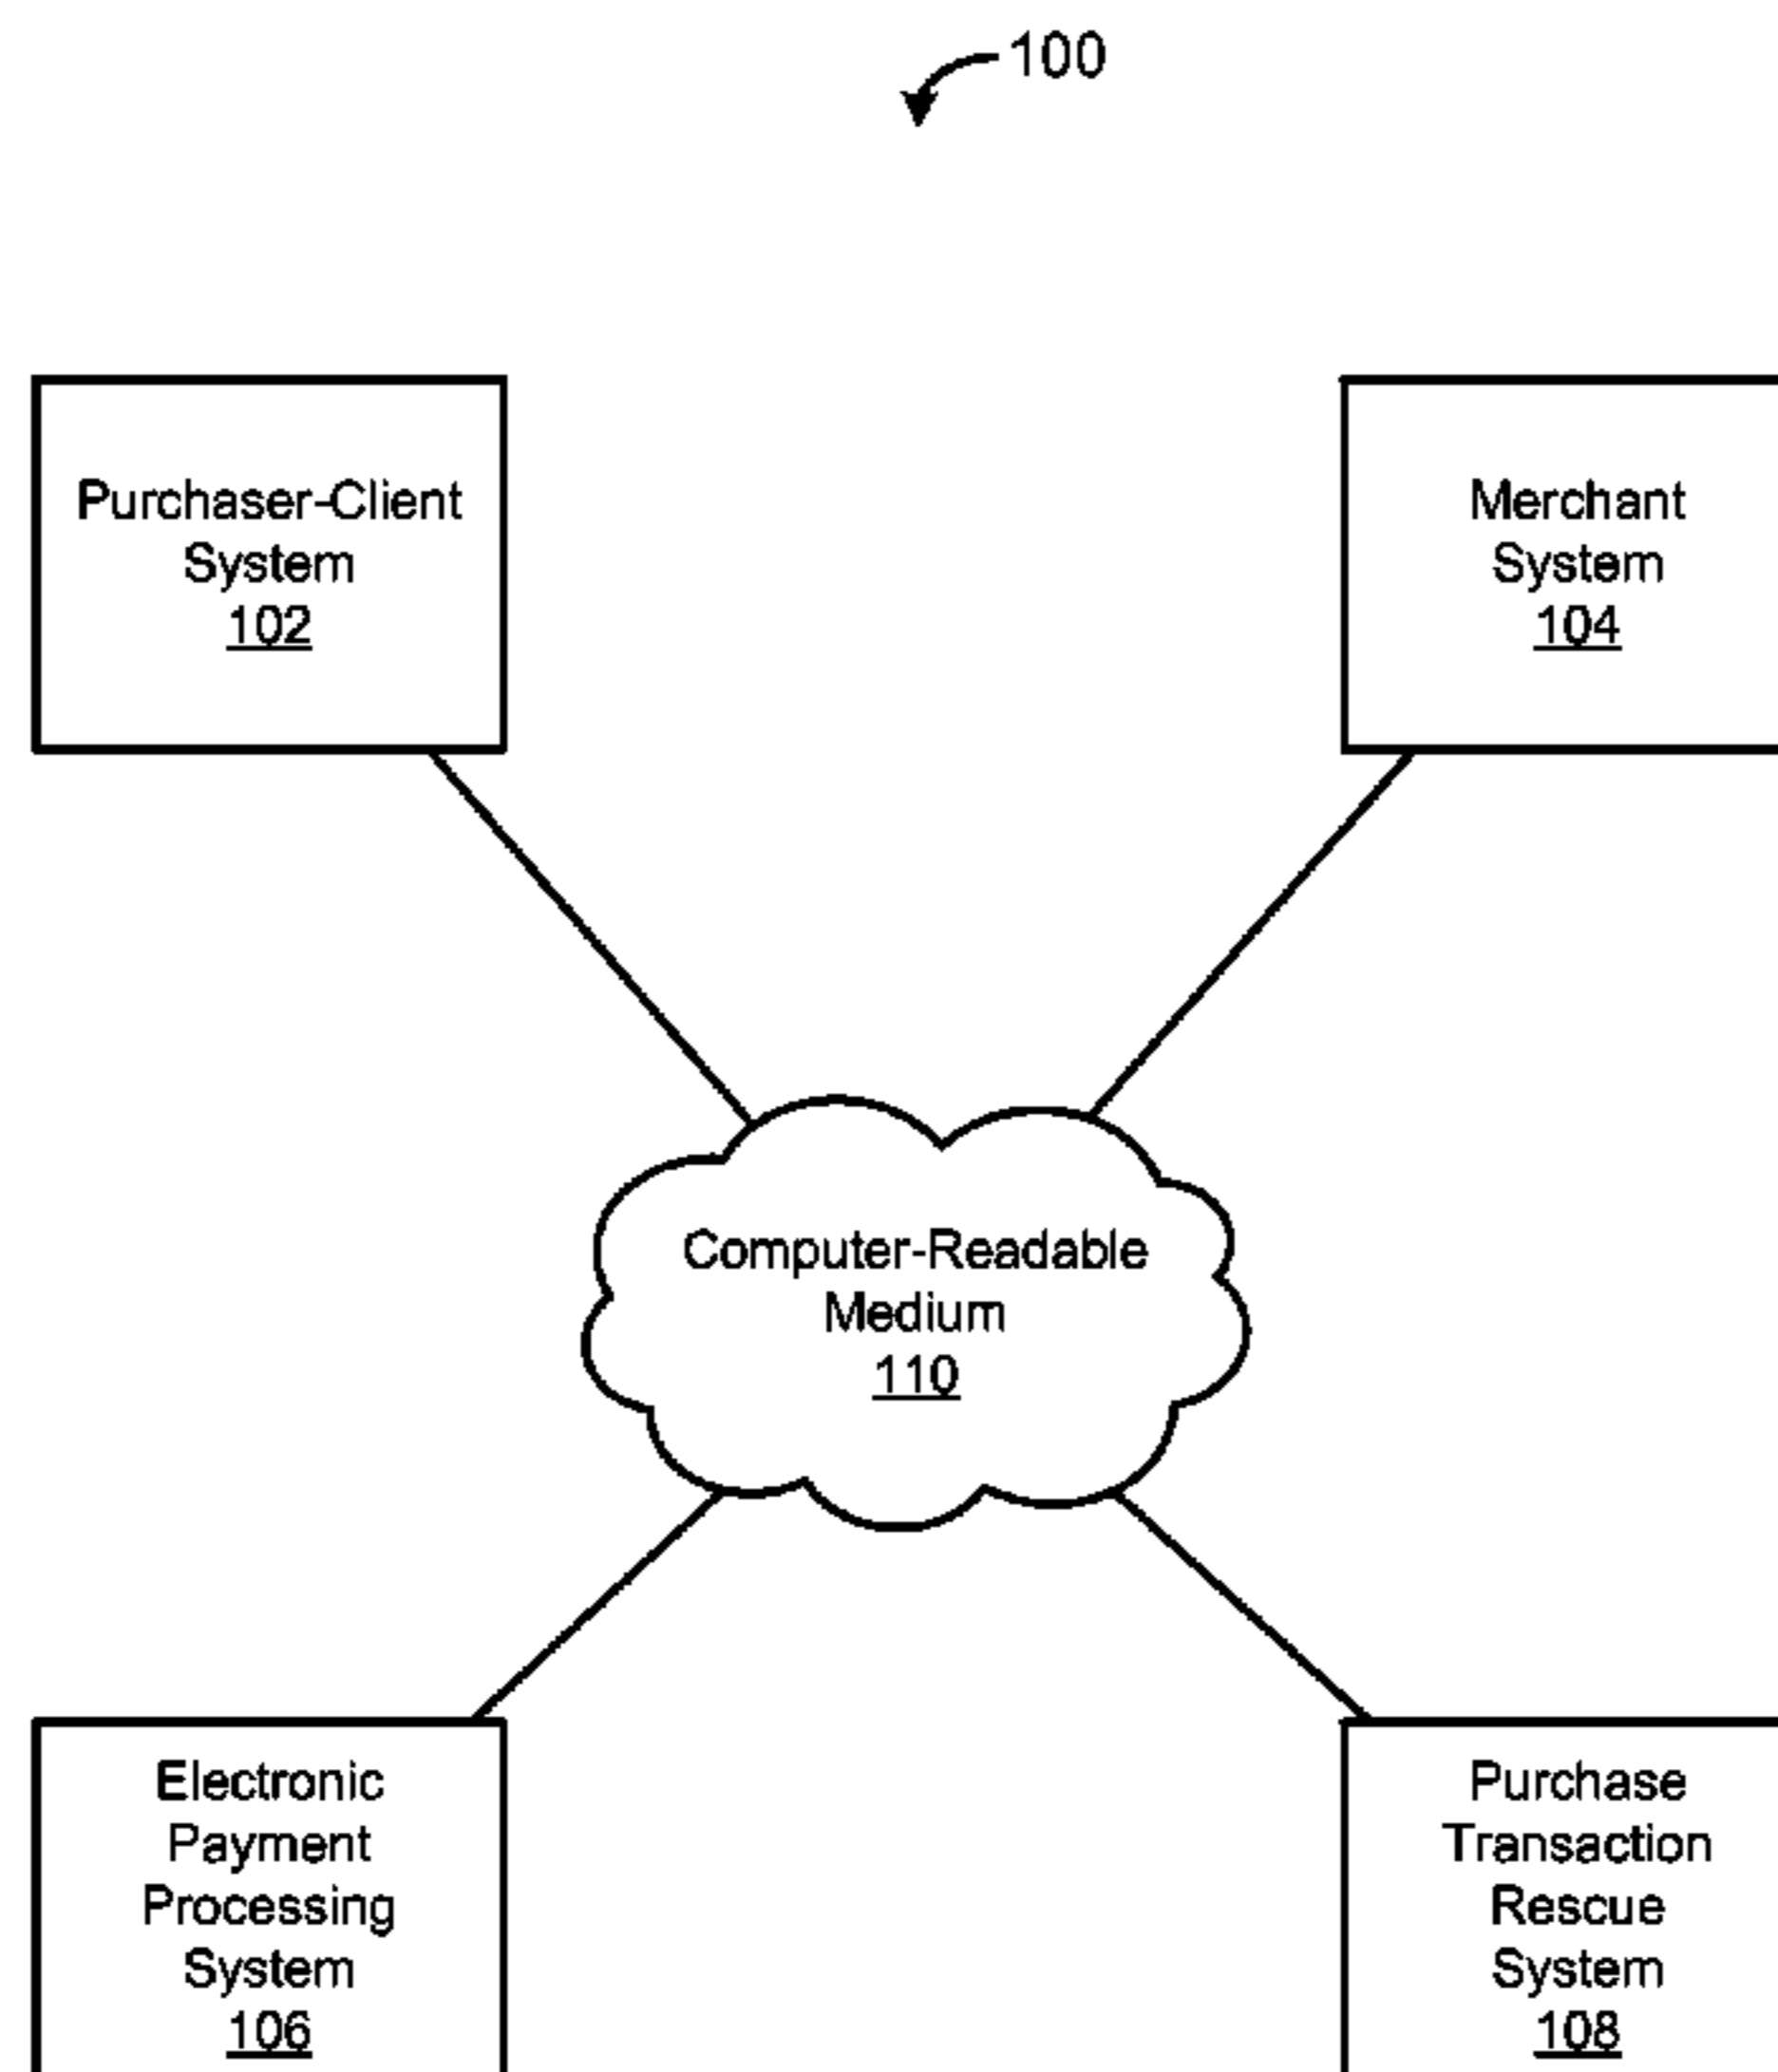 100
Purchaser-Client
System
102
Merchant
System
104
Computer-Readable
Medium
110
Electronic
Payment
Processing
System
106
Purchase
Transaction
Rescue
System
108